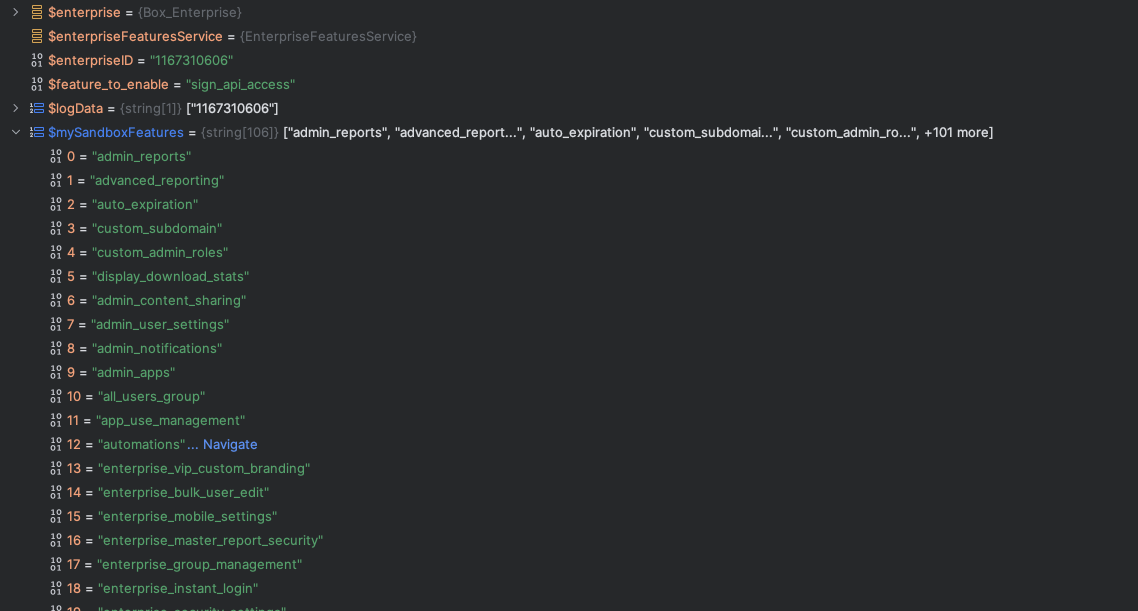 $enterprise = {Box_Enterprise}
$enterpriseFeaturesService = {EnterpriseFeaturesService}
$enterpriseID = "1167310606"
$feature_to_enable = "sign_api_access"
$logData = {string[1]} ["1167310606"]
$mySandboxFeatures = {string[106]} ["admin_reports", "advanced_report...", "auto_expiration", "custom_subdomai...", "custom_admin_ro...", +101 more]
0 = "admin_reports"
1 = "advanced_reporting"
2 = "auto_expiration"
3 = "custom_subdomain"
4 = "custom_admin_roles"
5 = "display_download_stats"
6 = "admin_content_sharing"
7 = "admin_user_settings"
8 = "admin_notifications"
9 = "admin_apps"
10 = "all_users_group"
11 = "app_use_management"
12 = "automations"... Navigate
13 = "enterprise_vip_custom_branding"
14 = "enterprise_bulk_user_edit"
15 = "enterprise_mobile_settings"
16 = "enterprise_master_report_security"
17 = "enterprise_group_management"
18 = "enterprise_instant_login"
19 = "enterprise_security_settings"